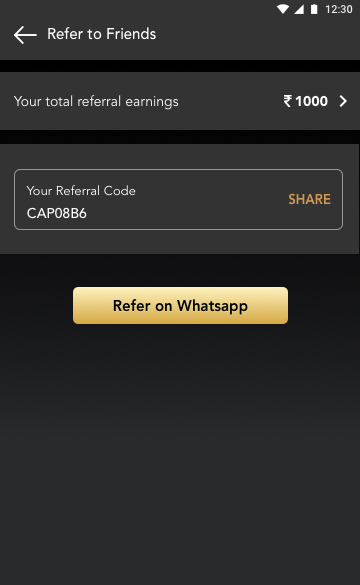 12:30
Refer to Friends
Your total referral earnings ₹ 1000
Your Referral Code
CAP08B6
SHARE
Refer on Whatsapp